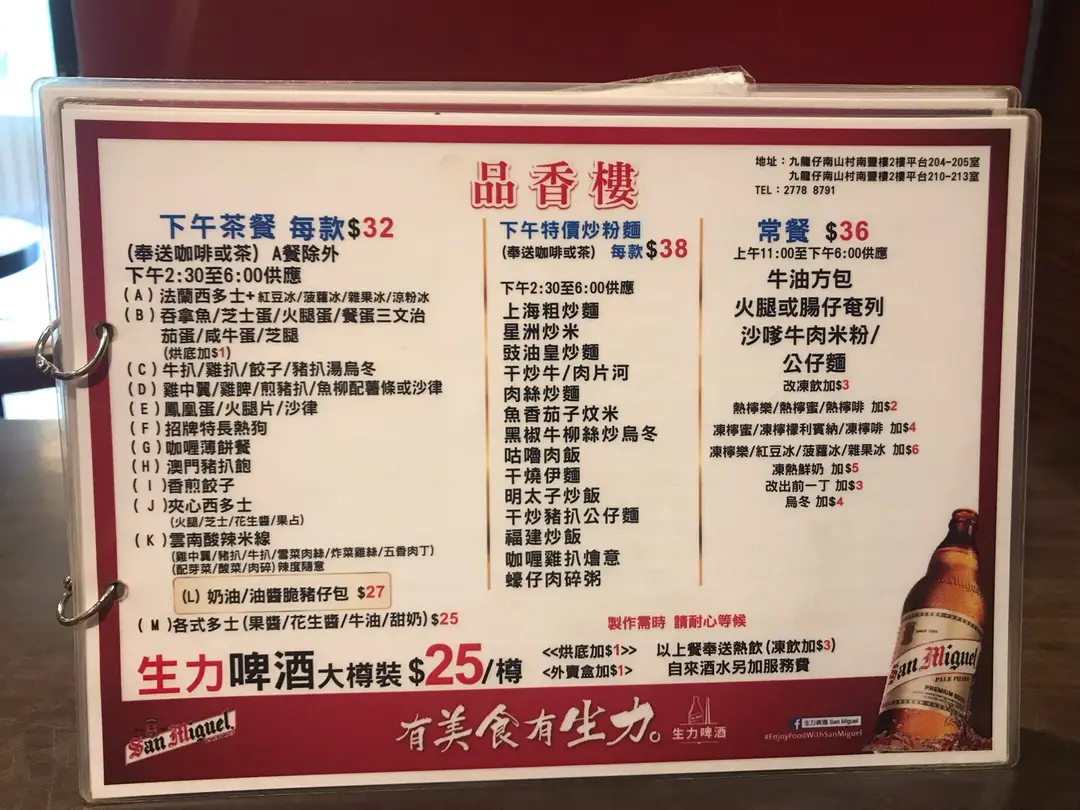 品香樓
地址：九龍仔南山村南豐樓2樓平台204-205室
九龍仔南山村南豐樓2樓平台210-213室
TEL：2778 8791
下午茶餐 每款$32
(奉送咖啡或茶) A餐除外
下午2:30至6:00供應
(A) 法蘭西多士+紅豆冰/菠蘿冰/雜果冰/涼粉冰
(B) 吞拿魚/芝士蛋/火腿蛋/餐蛋三文治
茄蛋/咸牛蛋/芝腿
(烘底加$1)
(C) 牛扒/雞扒/餃子/豬扒湯烏冬
(D) 雞中翼/雞髀/煎豬扒/魚柳配薯條或沙律
(E) 鳳凰蛋/火腿片/沙律
(F) 招牌特長熱狗
(G) 咖喱薄餅餐
(H) 澳門豬扒飽
(I) 香煎餃子
(J) 夾心西多士
(火腿/芝士/花生醬/果占)
(K) 雲南酸辣米線
(雞中翼/豬扒/牛扒/雪菜肉絲/炸菜雞絲/五香肉丁)
(配芽菜/酸菜/肉碎) 辣度隨意
(L) 奶油/油醬脆豬仔包 $27
(M) 各式多士(果醬/花生醬/牛油/甜奶) $25
下午特價炒粉麵
(奉送咖啡或茶) 每款$38
下午2:30至6:00供應
上海粗炒麵
星洲炒米
豉油皇炒麵
干炒牛/肉片河
肉絲炒麵
魚香茄子炆米
黑椒牛柳絲炒烏冬
咕嚕肉飯
干燒伊麵
明太子炒飯
干炒豬扒公仔麵
福建炒飯
咖喱雞扒燴意
蠔仔肉碎粥
常餐 $36
上午11:00至下午6:00供應
牛油方包
火腿或腸仔奄列
沙嗲牛肉米粉/
公仔麵
改凍飲加$3
熱檸樂/熱檸蜜/熱檸啡 加$2
凍檸蜜/凍檸檬利賓納/凍檸啡 加$4
凍檸樂/紅豆冰/菠蘿冰/雜果冰 加$6
凍熱鮮奶 加$5
改出前一丁 加$3
烏冬 加$4
製作需時 請耐心等候
生力啤酒大樽裝 $25/樽
<<烘底加$1>>
<外賣盒加$1>
以上餐奉送熱飲(凍飲加$3)
自來酒水另加服務費
San Miguel
有美食有生力。
生力啤酒
生力啤酒 San Miguel
#EnjoyFoodWithSanMiguel
San Miguel
PALE PILSEN
PREMIUM BEER